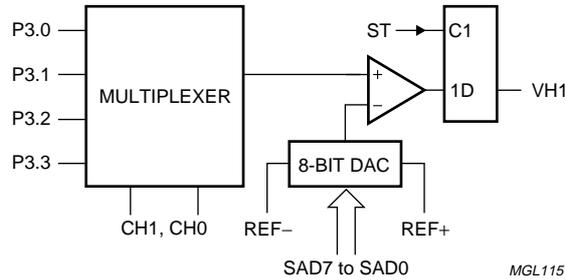 P3.0
P3.1
P3.2
P3.3
MULTIPLEXER
CH1, CH0
ST
C1
1D
VH1
+
−
8-BIT DAC
REF−
REF+
SAD7 to SAD0
MGL115